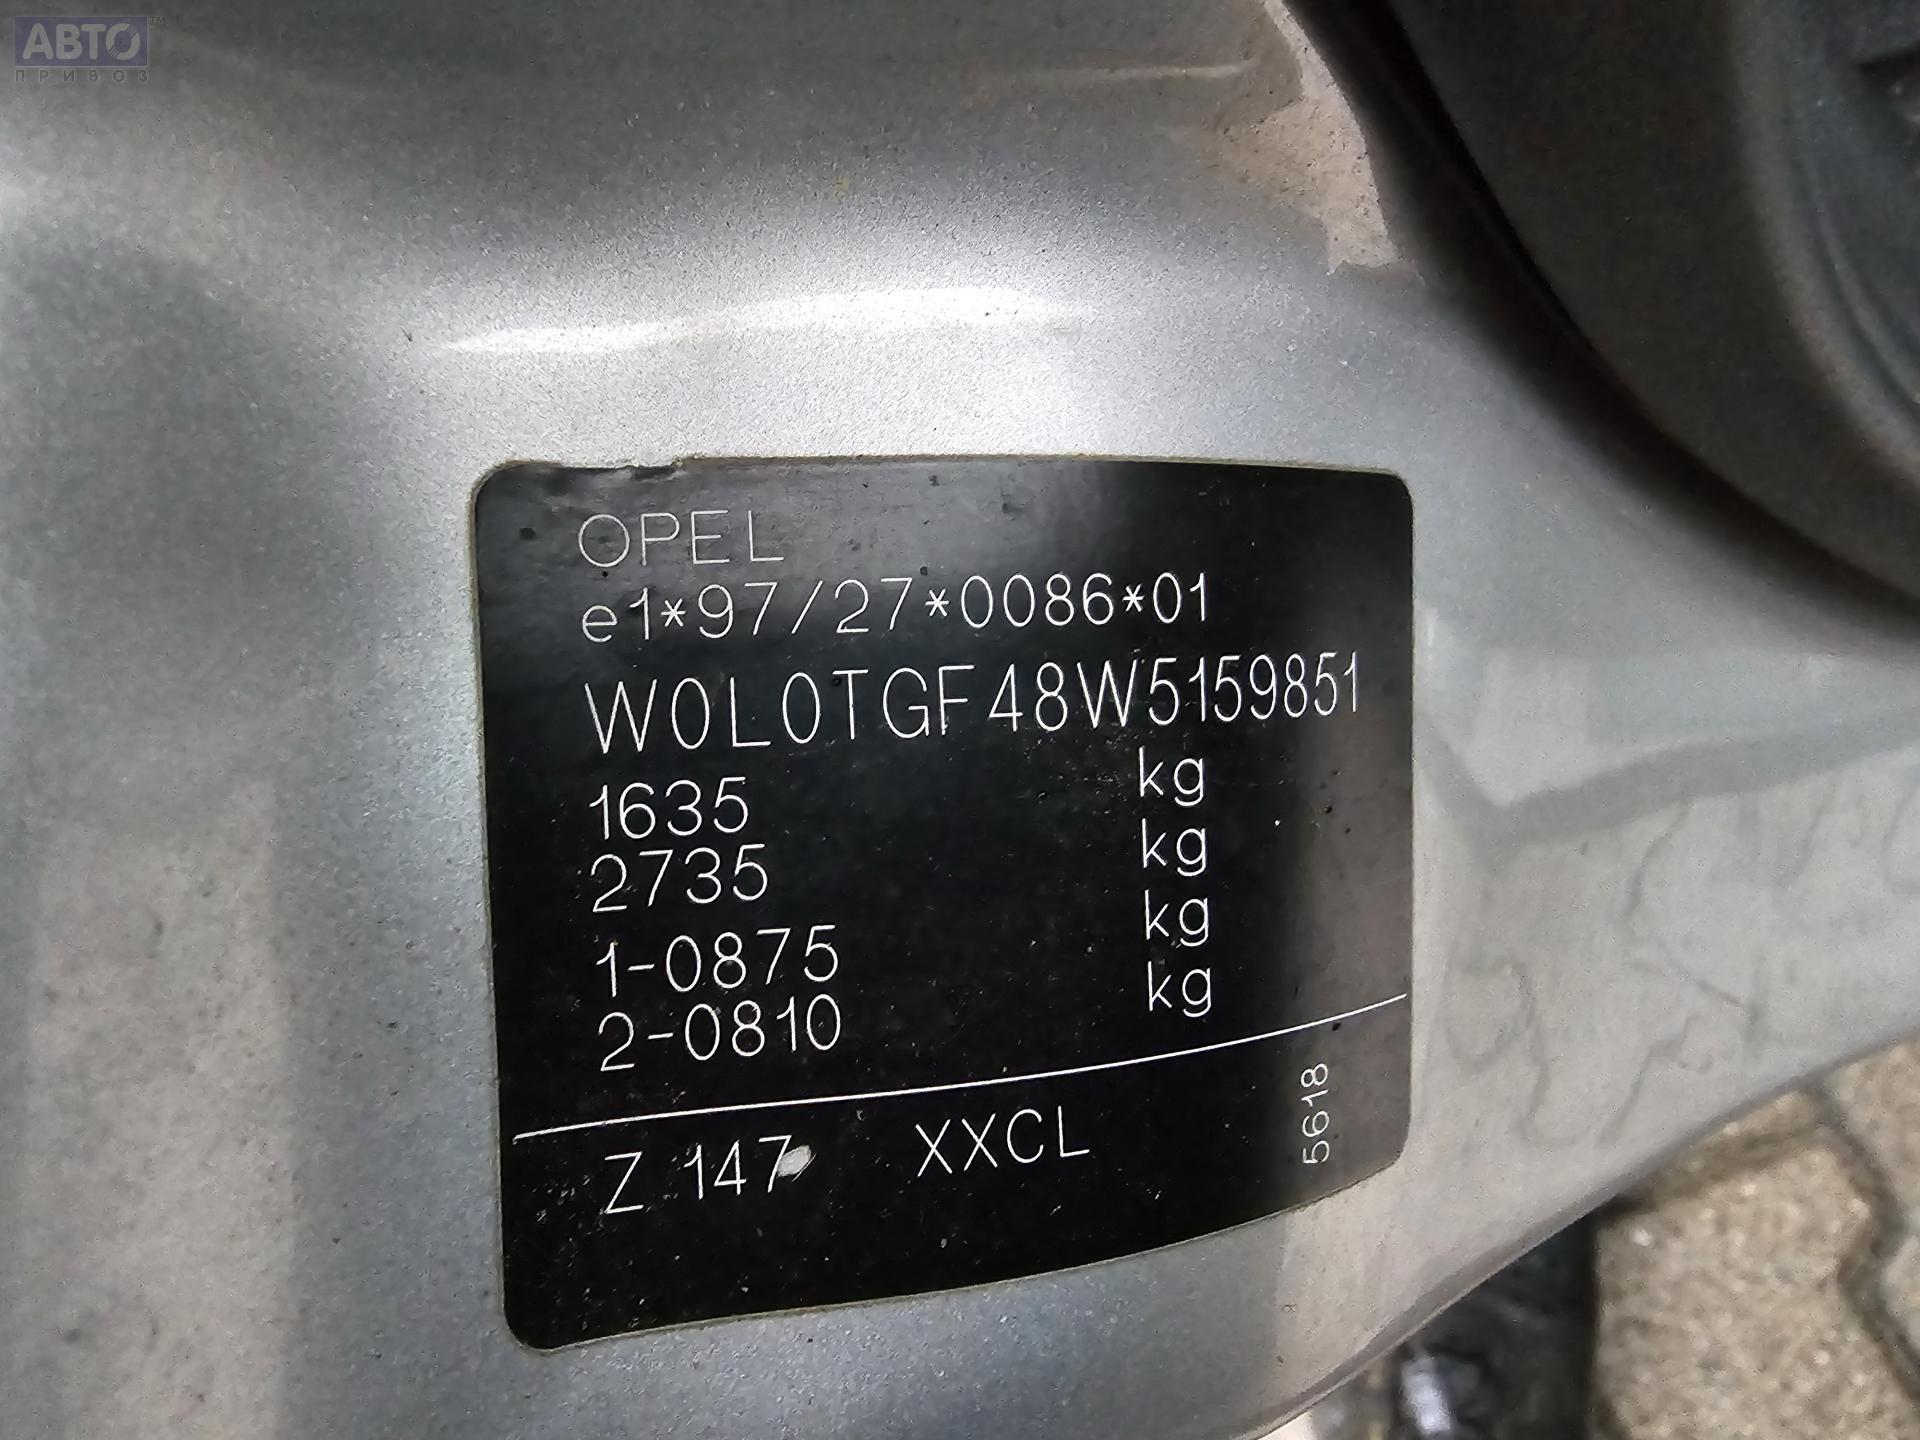 АВТО
ПРИВОЗ
OPEL
e1*97/27*0086*01
W0L0TGF48W5159851
1635 kg
2735 kg
1-0875 kg
2-0810 kg
Z 147 XXCL
5618